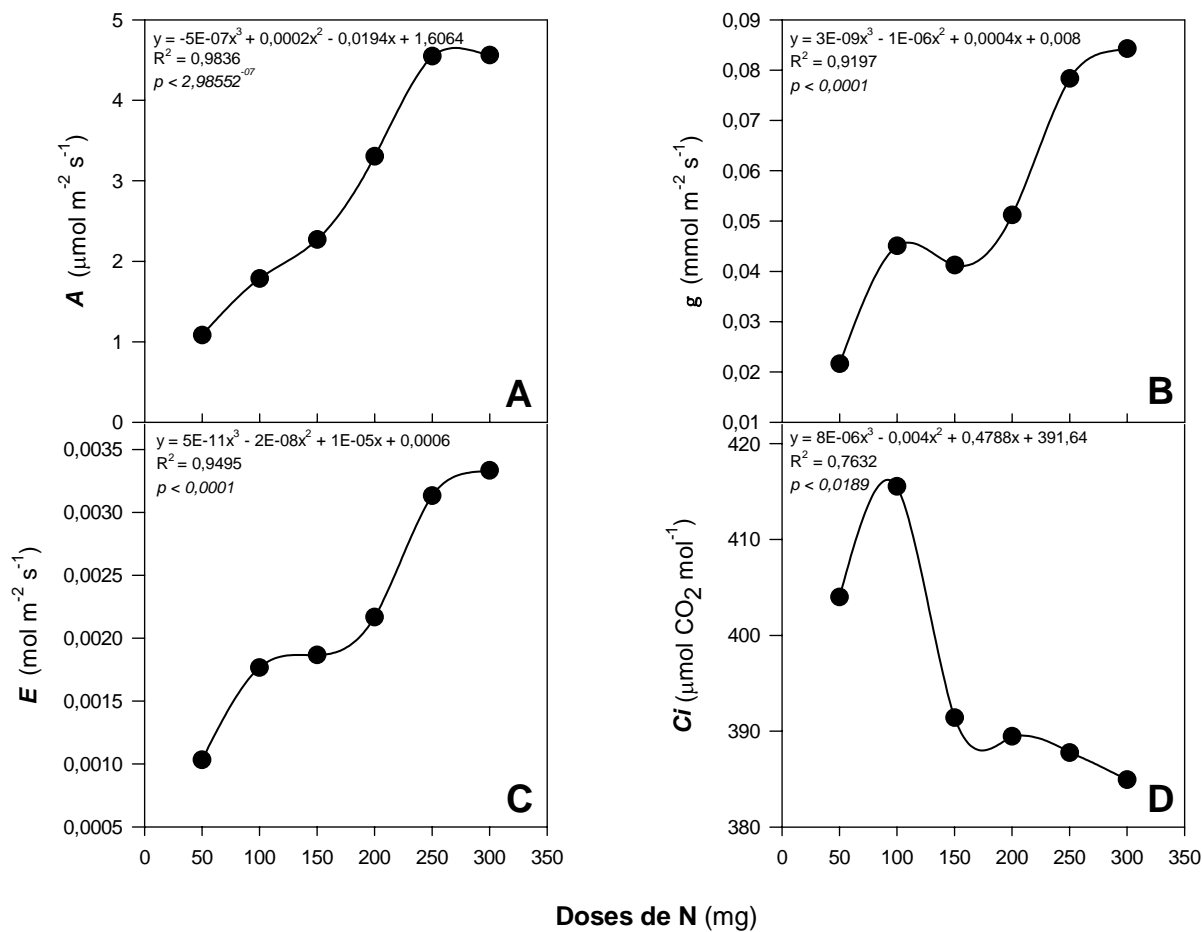 y = -5E-07x³ + 0,0002x² - 0,0194x + 1,6064
R² = 0,9836
p < 2,98552⁻⁰⁷
5
4
3
2
1
0
A (μmol m⁻² s⁻¹)
A
y = 3E-09x³ - 1E-06x² + 0,0004x + 0,008
R² = 0,9197
p < 0,0001
0,09
0,08
0,07
0,06
0,05
0,04
0,03
0,02
0,01
g (mmol m⁻² s⁻¹)
B
y = 5E-11x³ - 2E-08x² + 1E-05x + 0,0006
R² = 0,9495
p < 0,0001
0,0035
0,0030
0,0025
0,0020
0,0015
0,0010
0,0005
E (mol m⁻² s⁻¹)
C
0 50 100 150 200 250 300 350
y = 8E-06x³ - 0,004x² + 0,4788x + 391,64
R² = 0,7632
p < 0,0189
420
410
400
390
380
Ci (μmol CO₂ mol⁻¹)
D
0 50 100 150 200 250 300 350
Doses de N (mg)